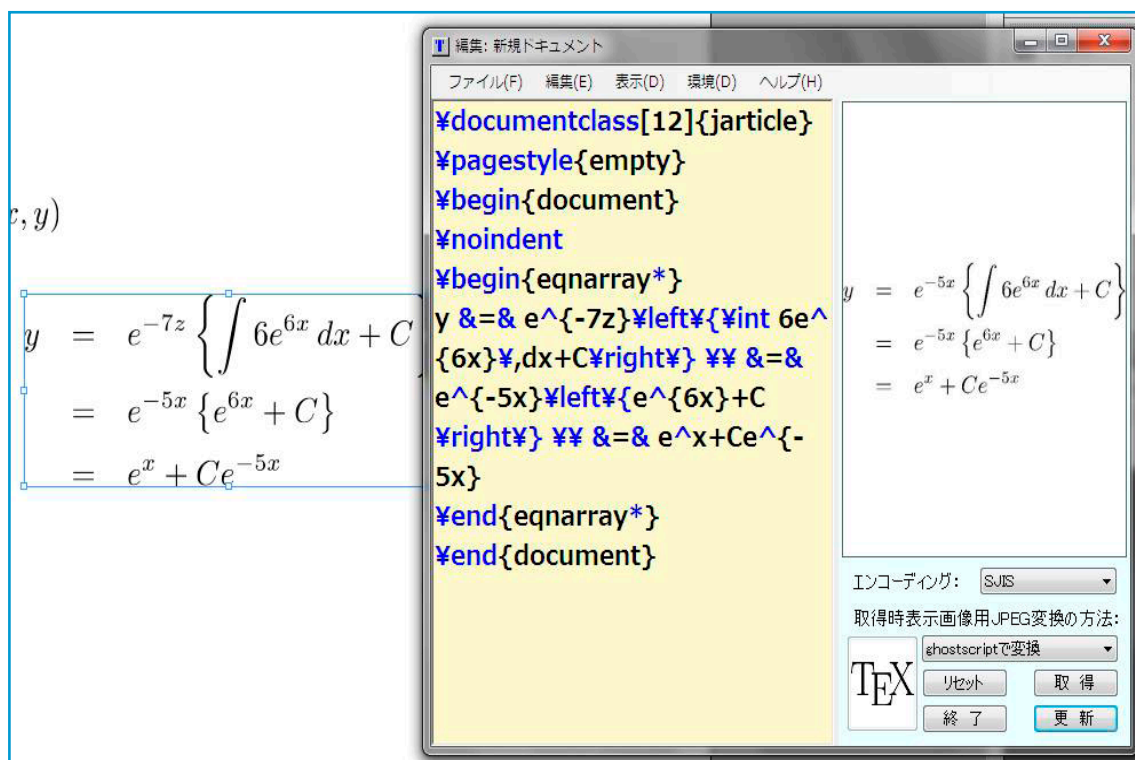 編集: 新規ドキュメント
ファイル(F) 編集(E) 表示(D) 環境(D) ヘルプ(H)
, y)
y = e^{-7z} { ∫ 6e^{6x} dx + C
= e^{-5x} {e^{6x} + C}
= e^x + Ce^{-5x}
¥documentclass[12]{jarticle}
¥pagestyle{empty}
¥begin{document}
¥noindent
¥begin{eqnarray*}
y &=& e^{-7z}¥left¥{¥int 6e^
{6x}¥,dx+C¥right¥} ¥¥ &=&
e^{-5x}¥left¥{e^{6x}+C
¥right¥} ¥¥ &=& e^x+Ce^{-
5x}
¥end{eqnarray*}
¥end{document}
y = e^{-5x} { ∫ 6e^{6x} dx + C }
= e^{-5x} {e^{6x} + C}
= e^x + Ce^{-5x}
エンコーディング: SJIS
取得時表示画像用JPEG変換の方法:
ghostscriptで変換
TEX
リセット 取 得
終 了 更 新